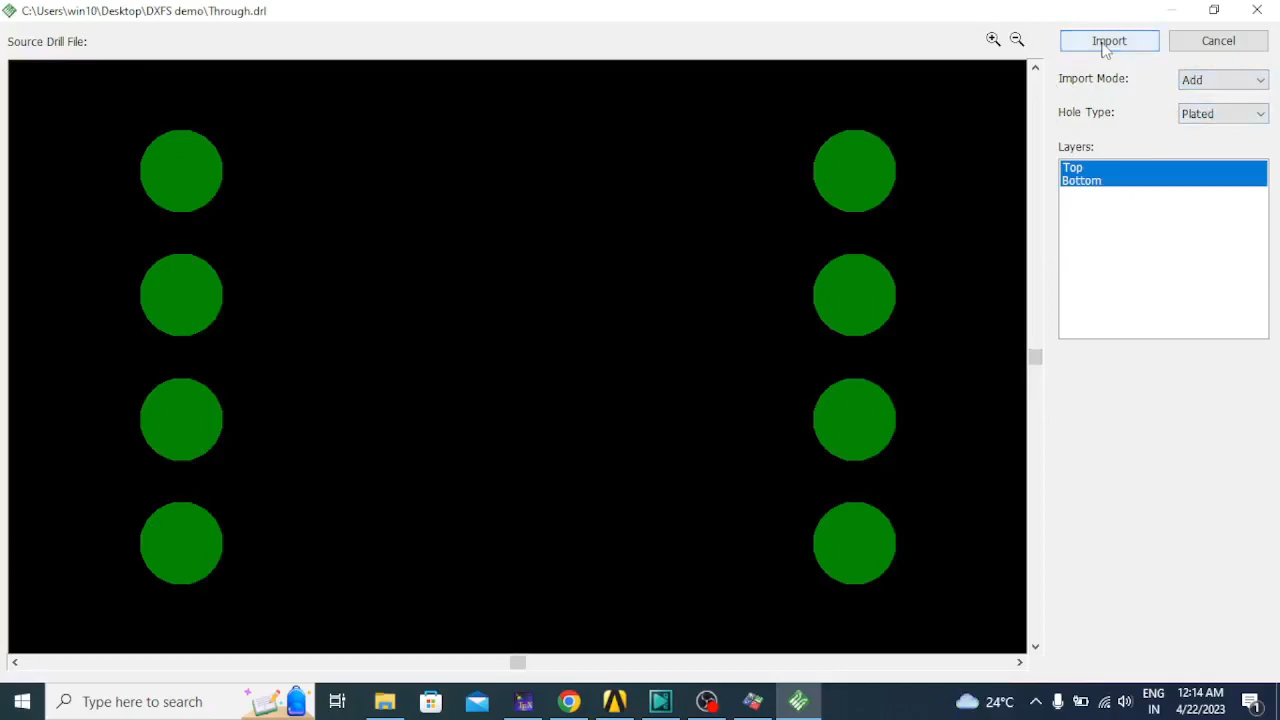 C:\Users\win10\Desktop\DXFS demo\Through.drl
Source Drill File:
Import
Cancel
Import Mode:
Add
Hole Type:
Plated
Layers:
Top
Bottom
Type here to search
24°C
ENG
IN
12:14 AM
4/22/2023
1